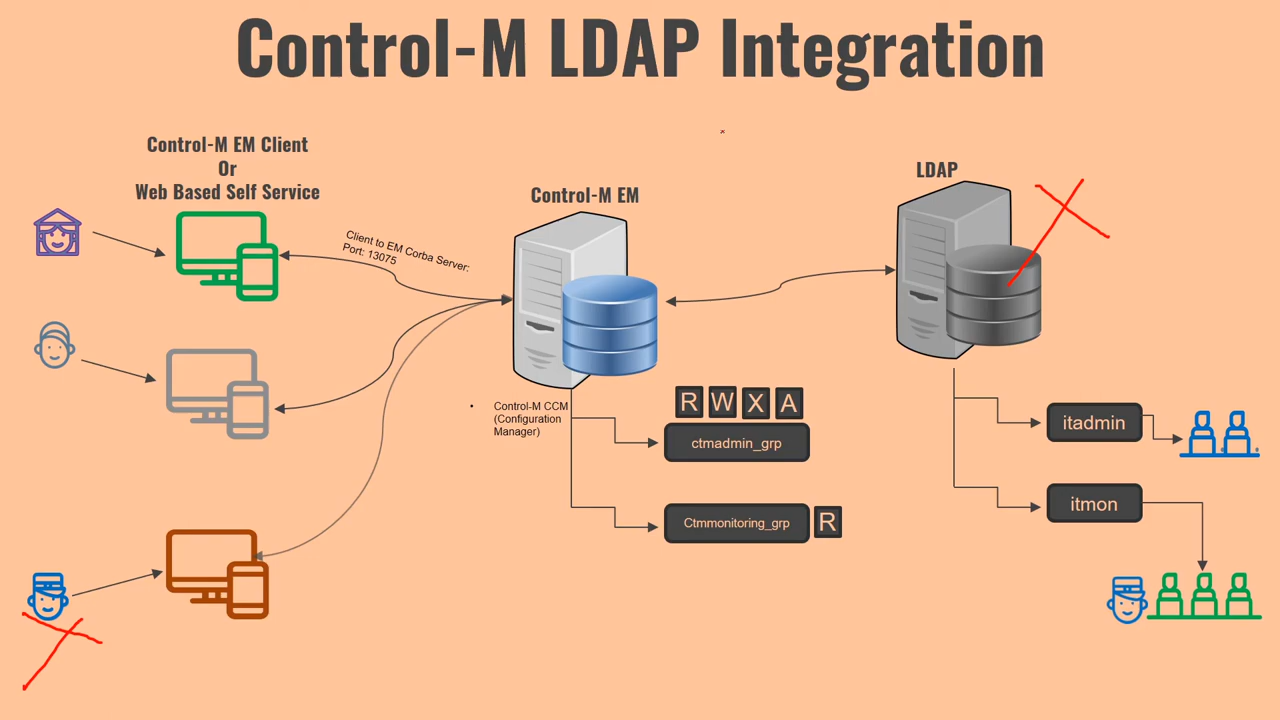 Control-M LDAP Integration
Control-M EM Client
Or
Web Based Self Service
Control-M EM
LDAP
Client to EM Corba Server:
Port: 13075
• Control-M CCM
(Configuration
Manager)
R W X A
ctmadmin_grp
Ctmmonitoring_grp
R
itadmin
itmon